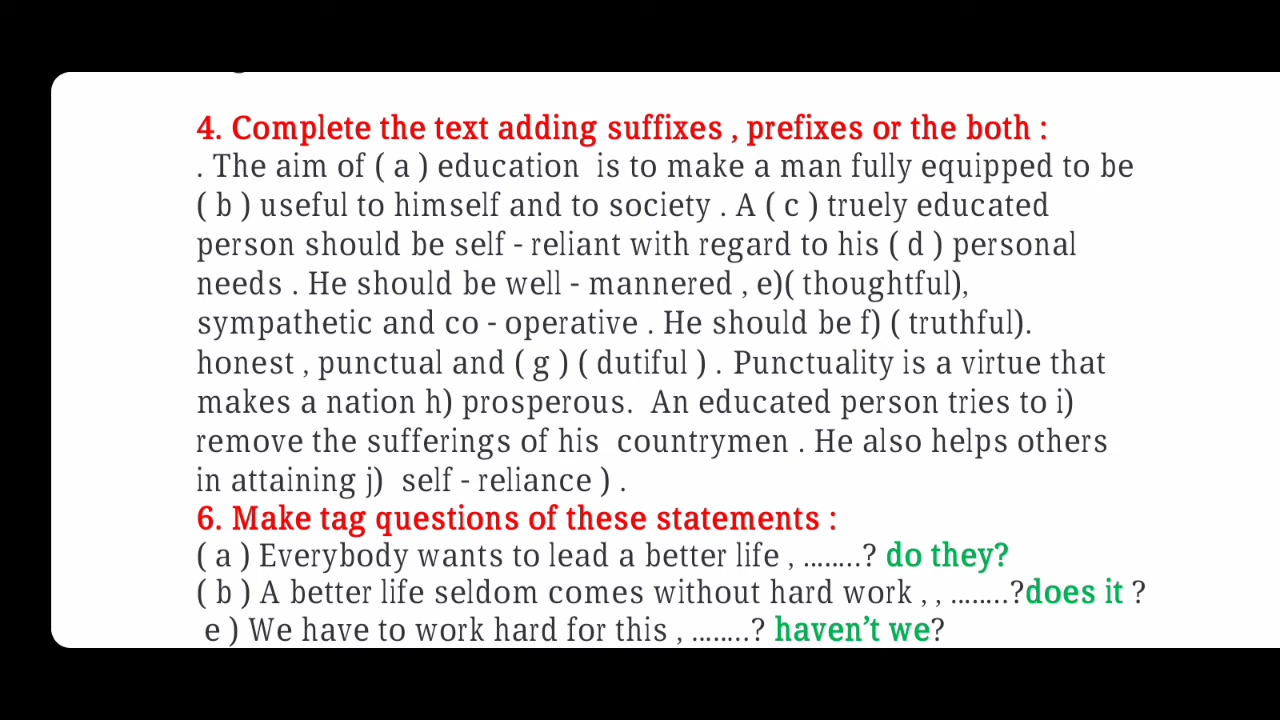 4. Complete the text adding suffixes , prefixes or the both :
. The aim of ( a ) education is to make a man fully equipped to be
( b ) useful to himself and to society . A ( c ) truely educated
person should be self - reliant with regard to his ( d ) personal
needs . He should be well - mannered , e)( thoughtful),
sympathetic and co - operative . He should be f) ( truthful).
honest , punctual and ( g ) ( dutiful ) . Punctuality is a virtue that
makes a nation h) prosperous. An educated person tries to i)
remove the sufferings of his countrymen . He also helps others
in attaining j) self - reliance ) .
6. Make tag questions of these statements :
( a ) Everybody wants to lead a better life , ........? do they?
( b ) A better life seldom comes without hard work , , ........?does it ?
e ) We have to work hard for this , ........? haven’t we?